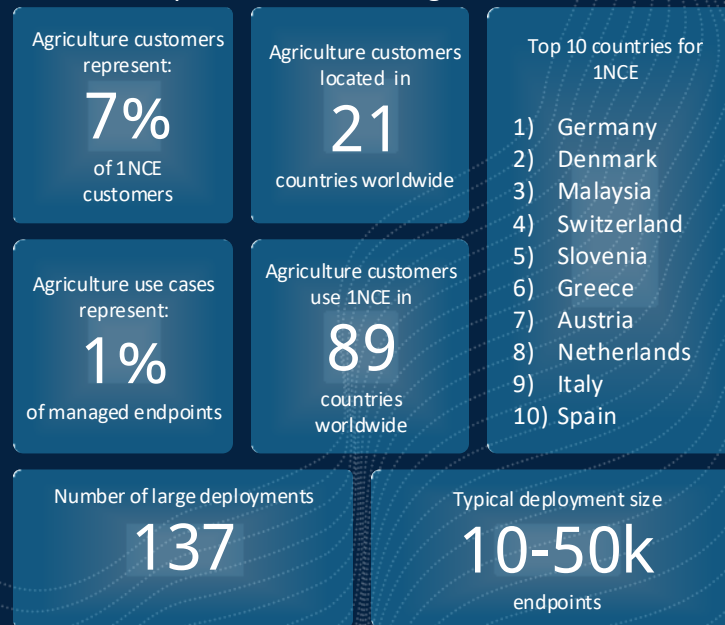 Agriculture customers
represent:
7%
of 1NCE
customers
Agriculture customers
located in
21
countries worldwide
Top 10 countries for
1NCE
1) Germany
2) Denmark
3) Malaysia
4) Switzerland
5) Slovenia
6) Greece
7) Austria
8) Netherlands
9) Italy
10) Spain
Agriculture use cases
represent:
1%
of managed endpoints
Agriculture customers
use 1NCE in
89
countries
worldwide
Number of large deployments
137
Typical deployment size
10-50k
endpoints